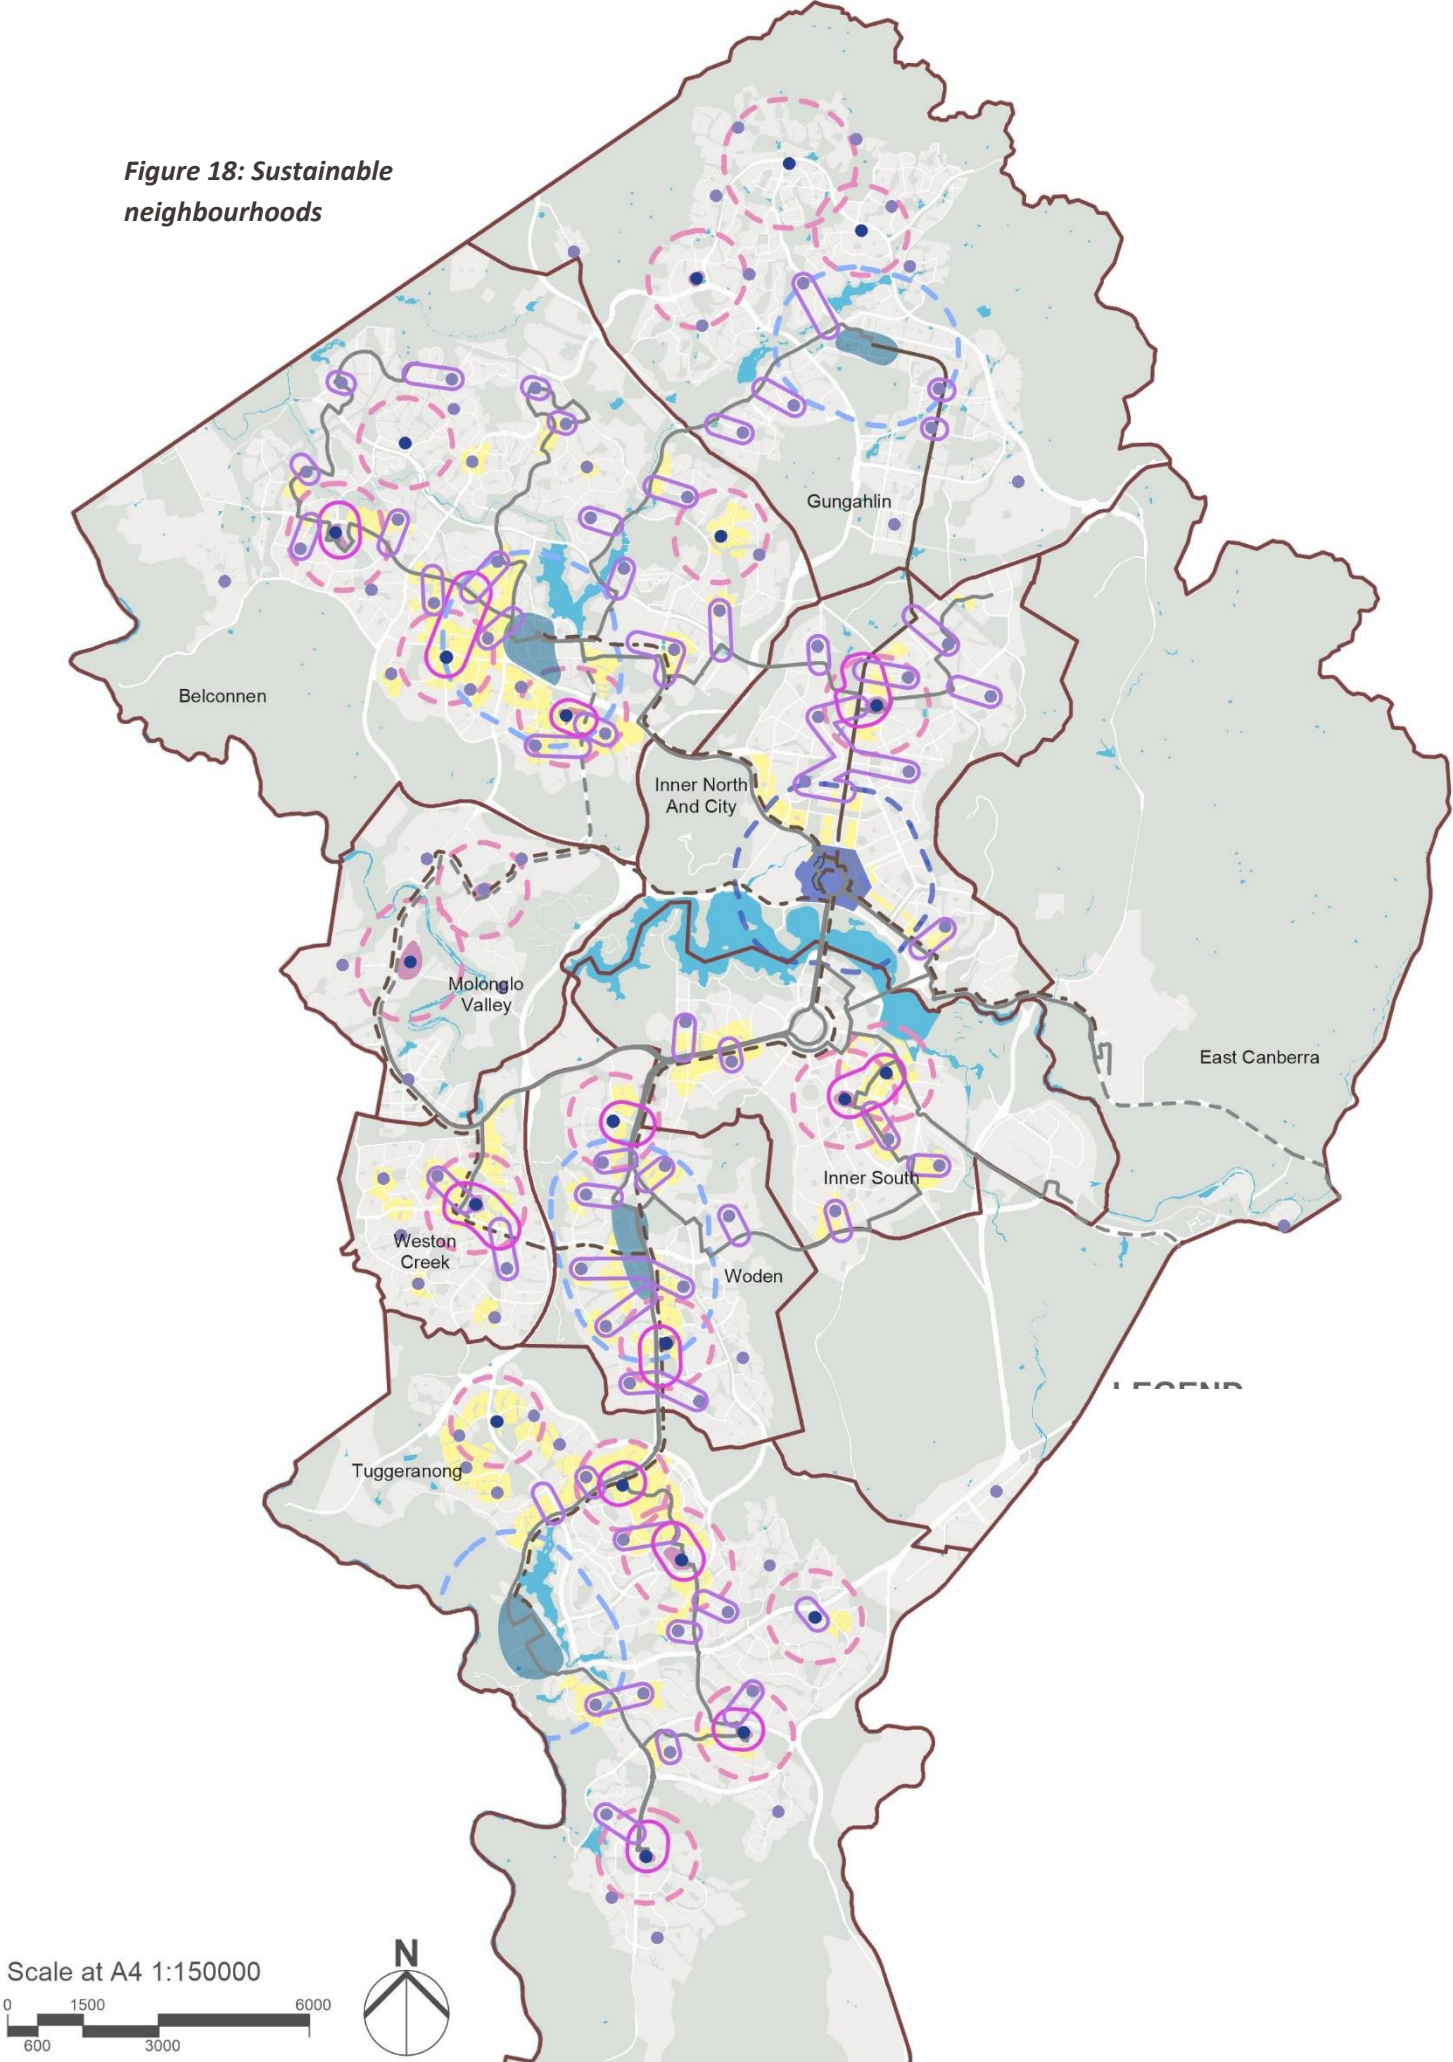 Figure 18: Sustainable
neighbourhoods
Gungahlin
Belconnen
Inner North
And City
Molonglo
Valley
East Canberra
Inner South
Weston
Creek
Woden
LEGEND
Tuggeranong
N
Scale at A4 1:150000
0 1500 6000
600 3000